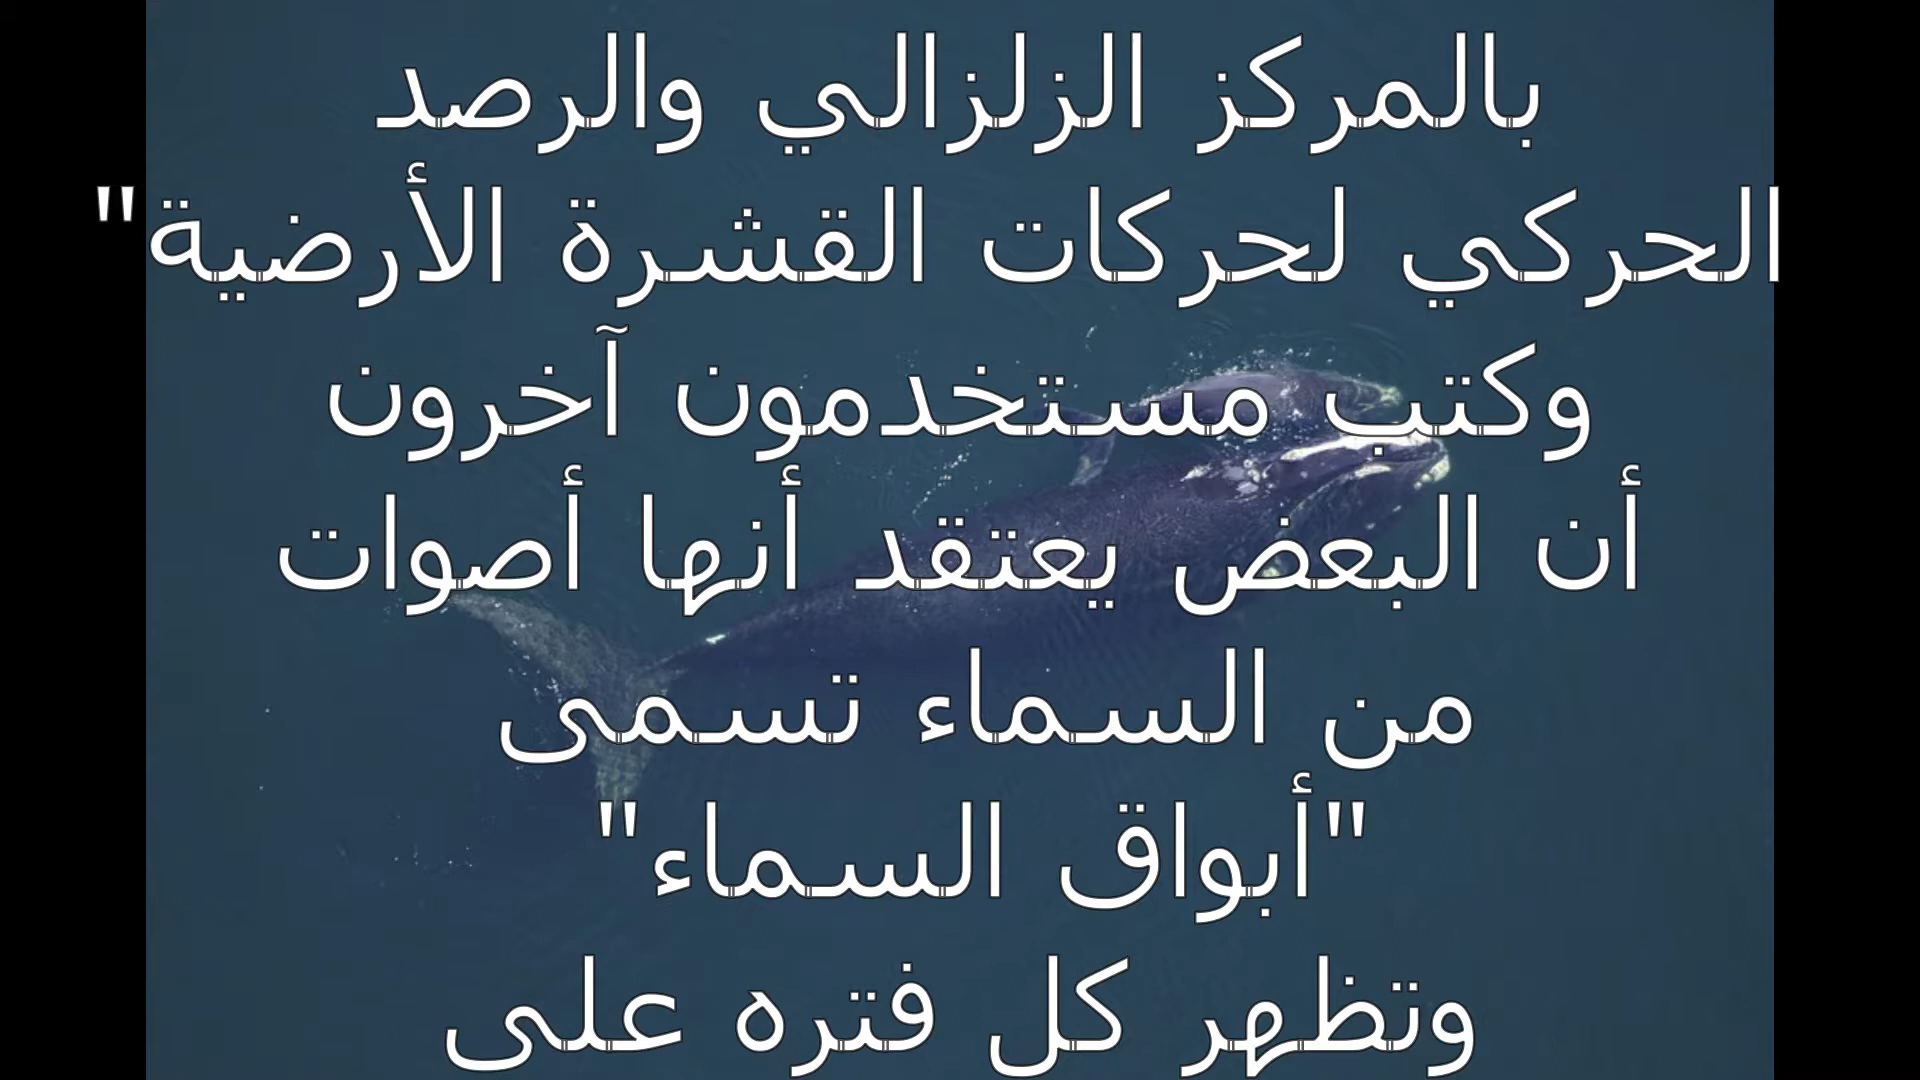 بالمركز الزلزالي والرصد
الحركي لحركات القشرة الأرضية"
وكتب مستخدمون آخرون
أن البعض يعتقد أنها أصوات
من السماء تسمى
"أبواق السماء"
وتظهر كل فتره على